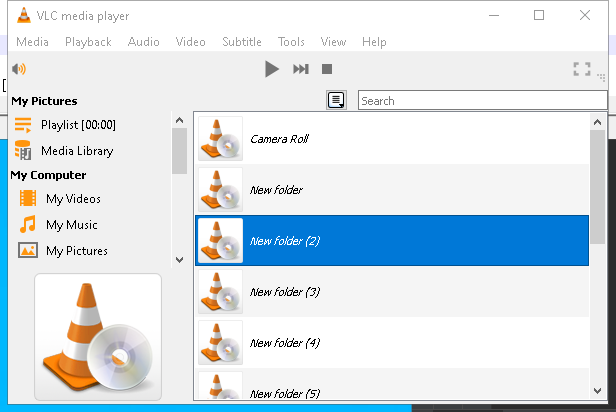 VLC media player
Media Playback Audio Video Subtitle Tools View Help
My Pictures
Playlist [00:00]
Media Library
My Computer
My Videos
My Music
My Pictures
Search
Camera Roll
New folder
New folder (2)
New folder (3)
New folder (4)
New folder (5)